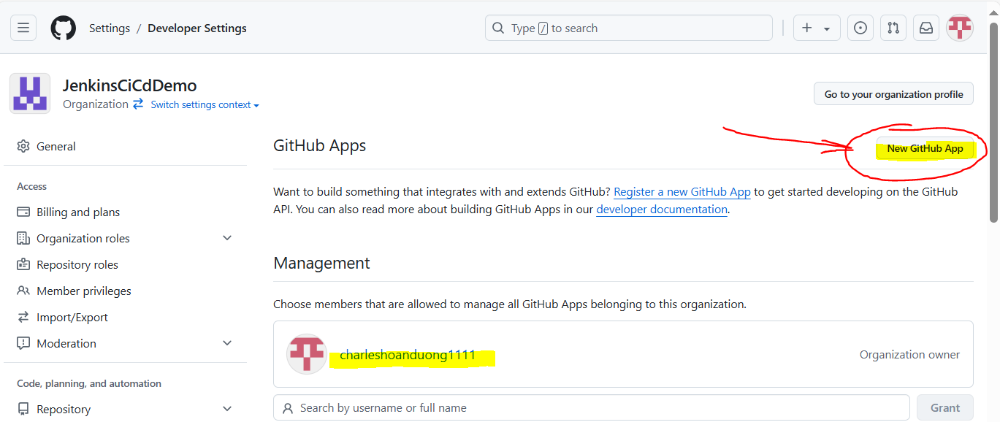 Settings / Developer Settings
Type / to search
JenkinsCiCdDemo
Organization Switch settings context
Go to your organization profile
General
Access
Billing and plans
Organization roles
Repository roles
Member privileges
Import/Export
Moderation
Code, planning, and automation
Repository
GitHub Apps
New GitHub App
Want to build something that integrates with and extends GitHub? Register a new GitHub App to get started developing on the GitHub
API. You can also read more about building GitHub Apps in our developer documentation.
Management
Choose members that are allowed to manage all GitHub Apps belonging to this organization.
charleshoanduong1111
Organization owner
Search by username or full name
Grant